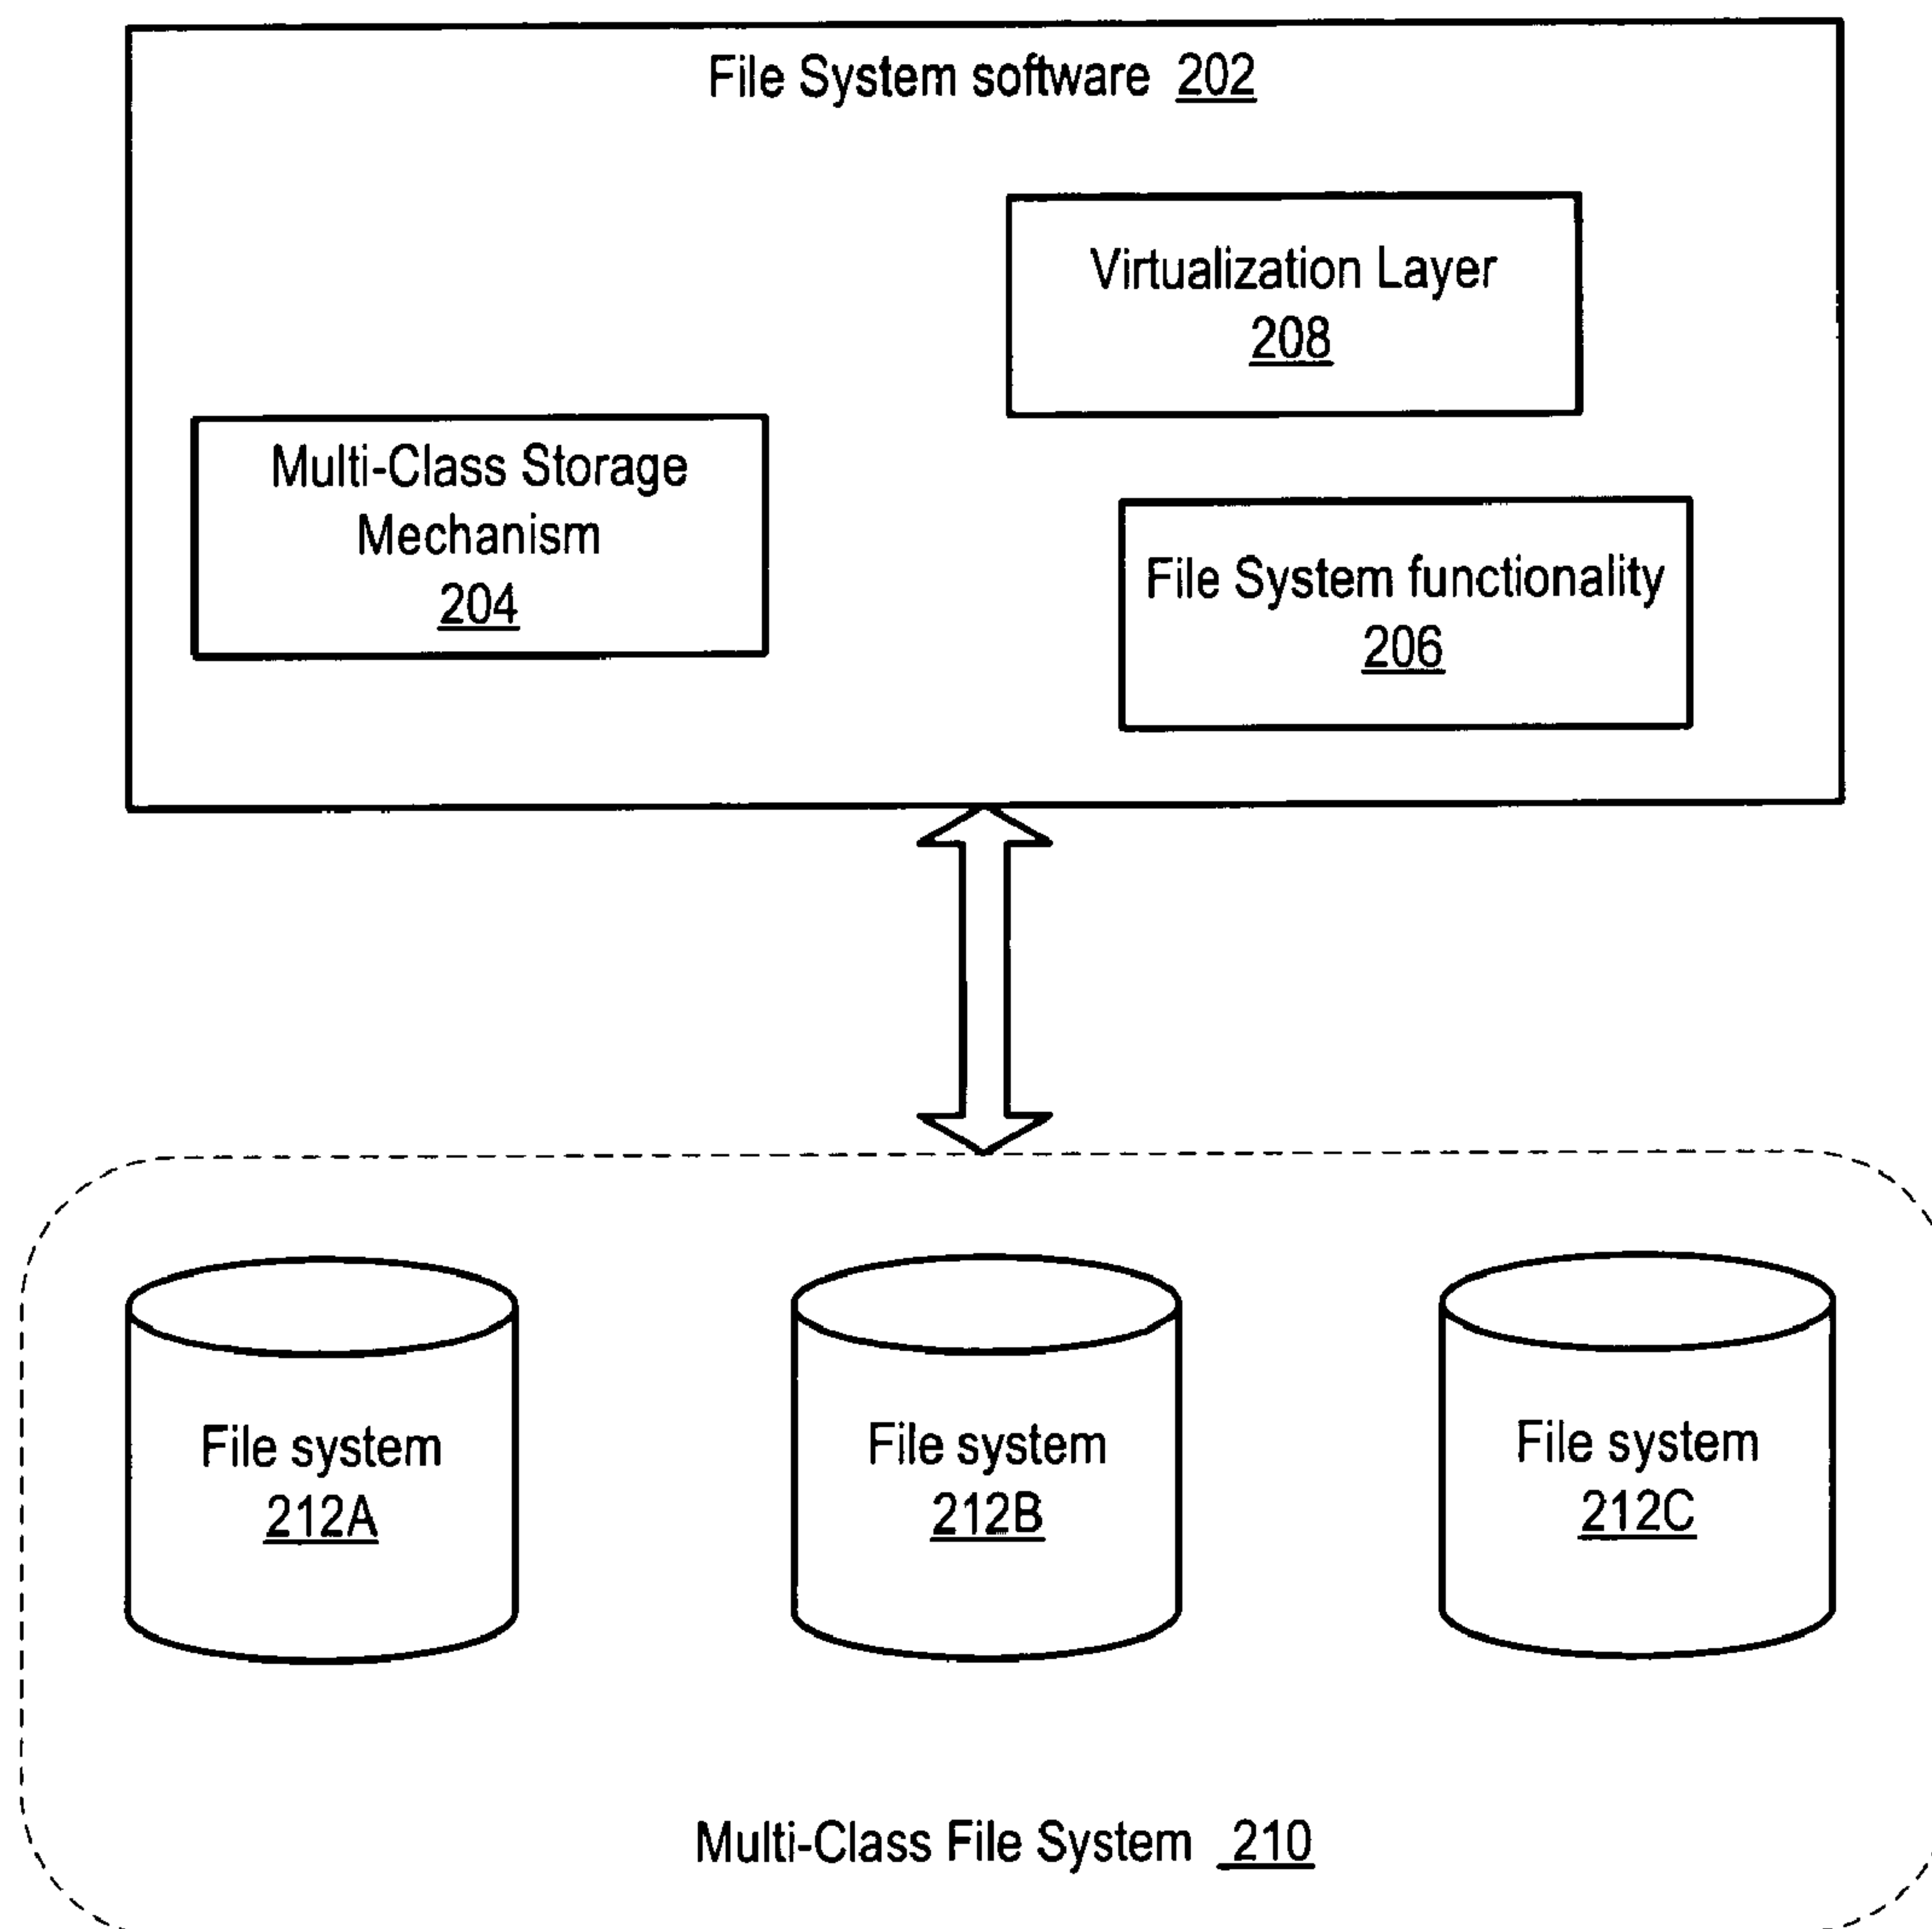 File System software 202
Virtualization Layer
208
Multi-Class Storage
Mechanism
204
File System functionality
206
File system
212A
File system
212B
File system
212C
Multi-Class File System 210